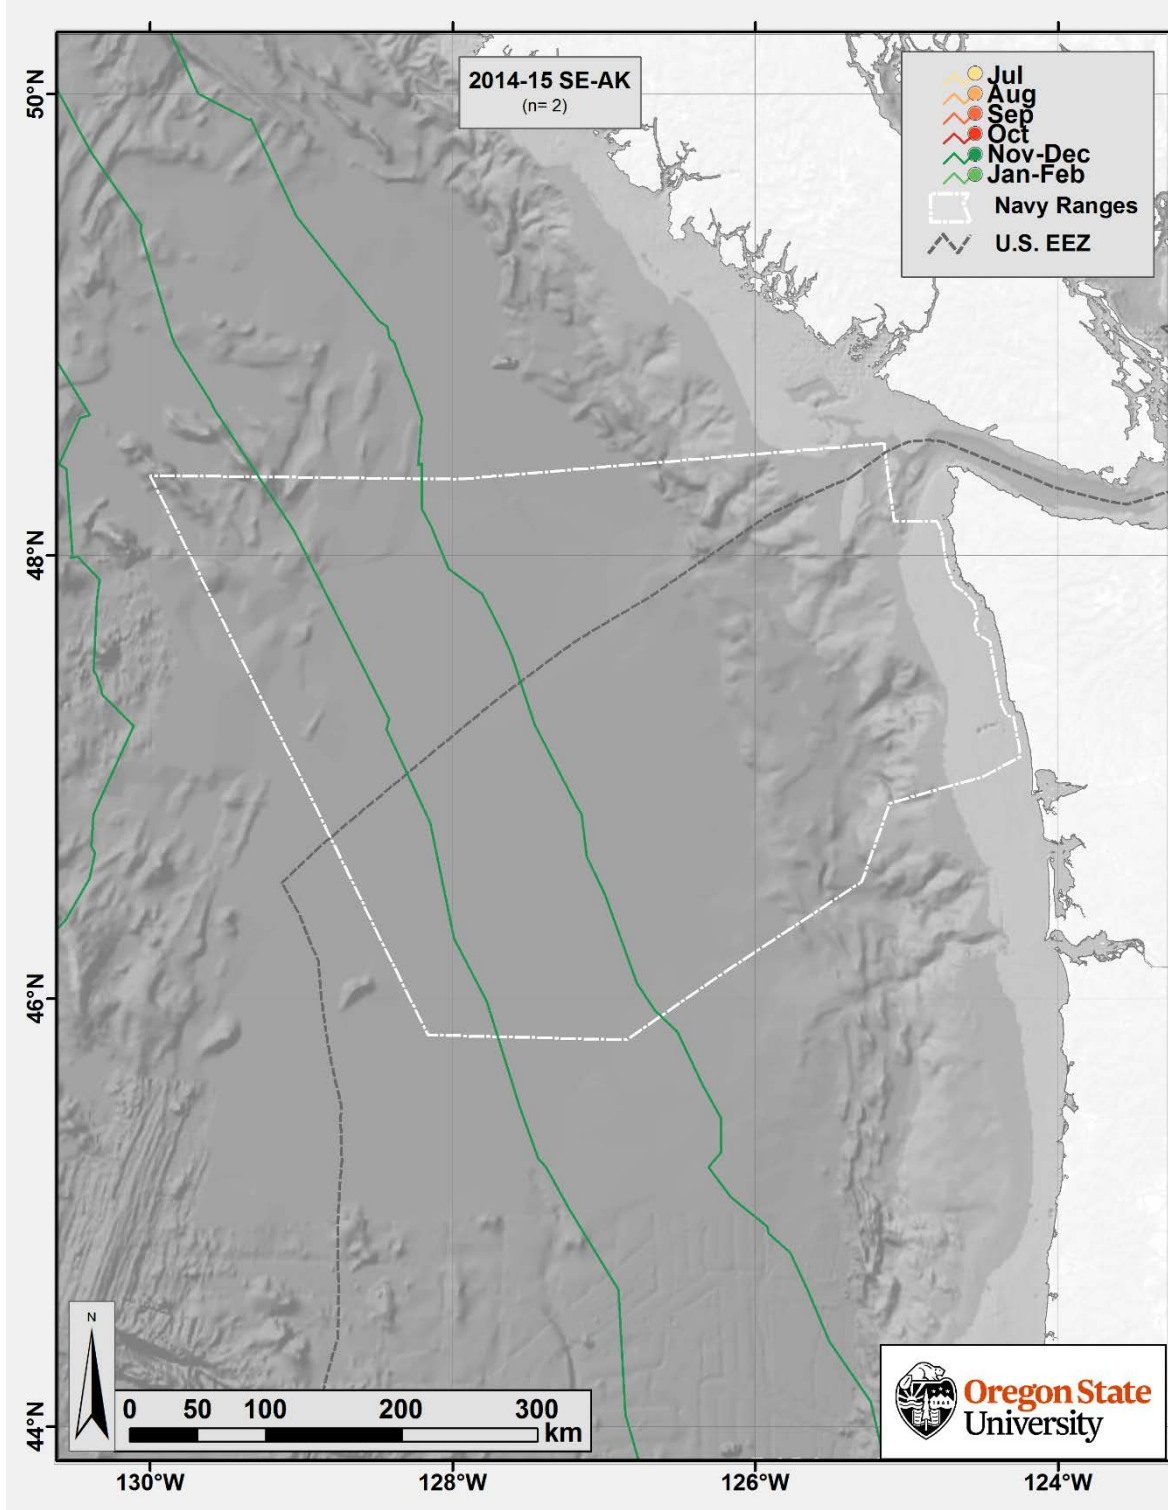 2014-15 SE-AK
(n= 2)
Jul
Aug
Sep
Oct
Nov-Dec
Jan-Feb
Navy Ranges
U.S. EEZ
50°N
48°N
46°N
44°N
N
0 50 100 200 300
km
Oregon State
University
130°W 128°W 126°W 124°W